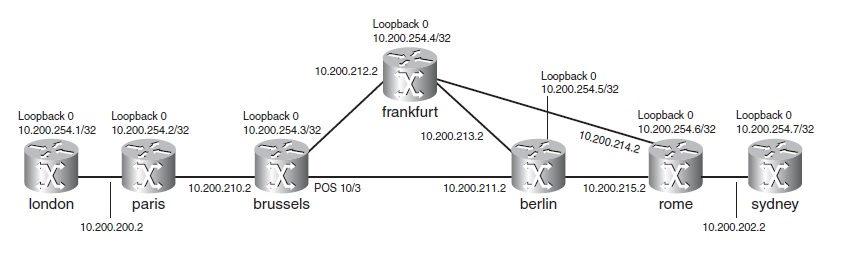 Loopback 0
10.200.254.4/32
10.200.212.2
frankfurt
Loopback 0
10.200.254.5/32
Loopback 0
10.200.254.1/32
Loopback 0
10.200.254.2/32
Loopback 0
10.200.254.3/32
10.200.213.2
10.200.214.2
Loopback 0
10.200.254.6/32
Loopback 0
10.200.254.7/32
10.200.210.2
POS 10/3
10.200.211.2
10.200.215.2
london
paris
brussels
berlin
rome
sydney
10.200.200.2
10.200.202.2